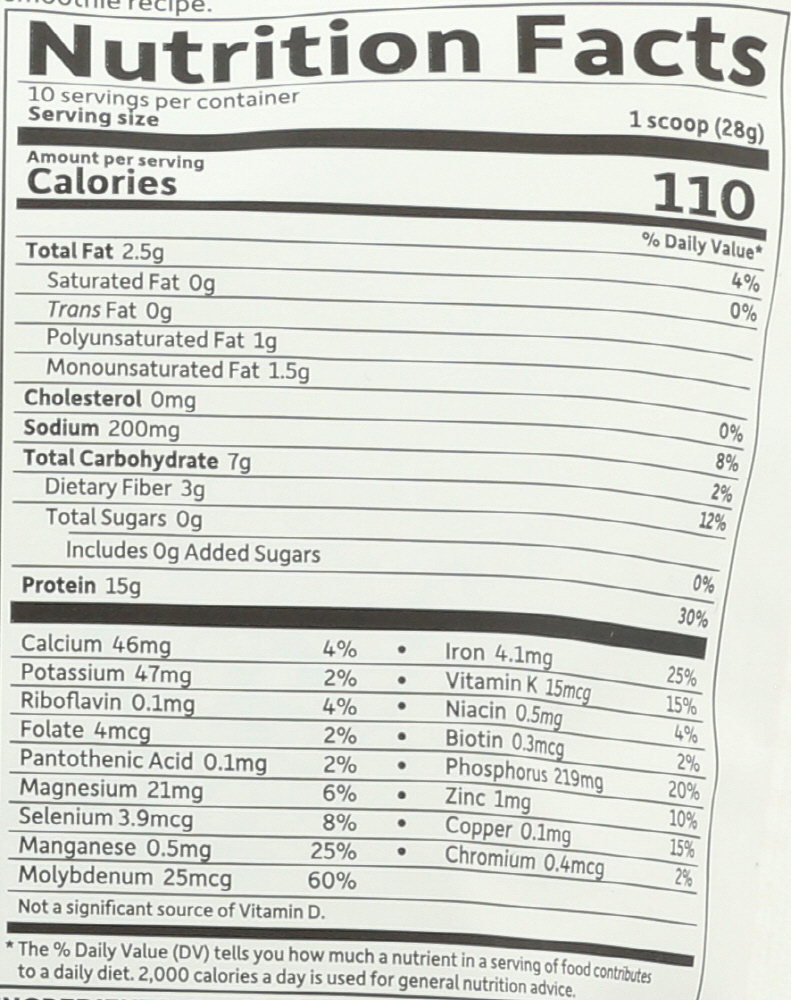 smoothie recipe.
Nutrition Facts
10 servings per container
Serving size 1 scoop (28g)
Amount per serving
Calories 110
% Daily Value*
Total Fat 2.5g 4%
Saturated Fat 0g 0%
Trans Fat 0g
Polyunsaturated Fat 1g
Monounsaturated Fat 1.5g
Cholesterol 0mg 0%
Sodium 200mg 8%
Total Carbohydrate 7g 2%
Dietary Fiber 3g 12%
Total Sugars 0g
Includes 0g Added Sugars 0%
Protein 15g 30%
Calcium 46mg 4% • Iron 4.1mg 25%
Potassium 47mg 2% • Vitamin K 15mcg 15%
Riboflavin 0.1mg 4% • Niacin 0.5mg 4%
Folate 4mcg 2% • Biotin 0.3mcg 2%
Pantothenic Acid 0.1mg 2% • Phosphorus 219mg 20%
Magnesium 21mg 6% • Zinc 1mg 10%
Selenium 3.9mcg 8% • Copper 0.1mg 15%
Manganese 0.5mg 25% • Chromium 0.4mcg 2%
Molybdenum 25mcg 60%
Not a significant source of Vitamin D.
* The % Daily Value (DV) tells you how much a nutrient in a serving of food contributes
to a daily diet. 2,000 calories a day is used for general nutrition advice.